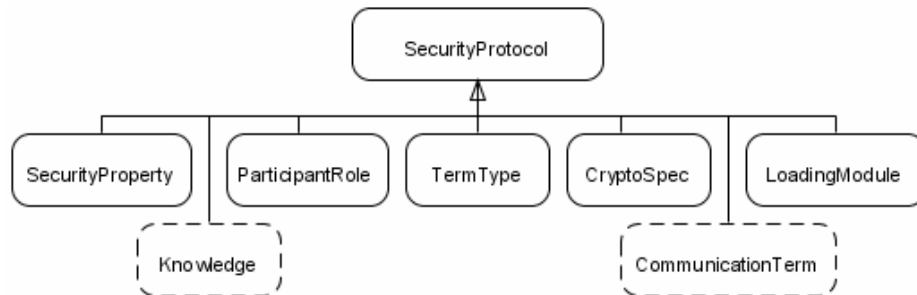 SecurityProtocol
SecurityProperty
ParticipantRole
TermType
CryptoSpec
LoadingModule
Knowledge
CommunicationTerm